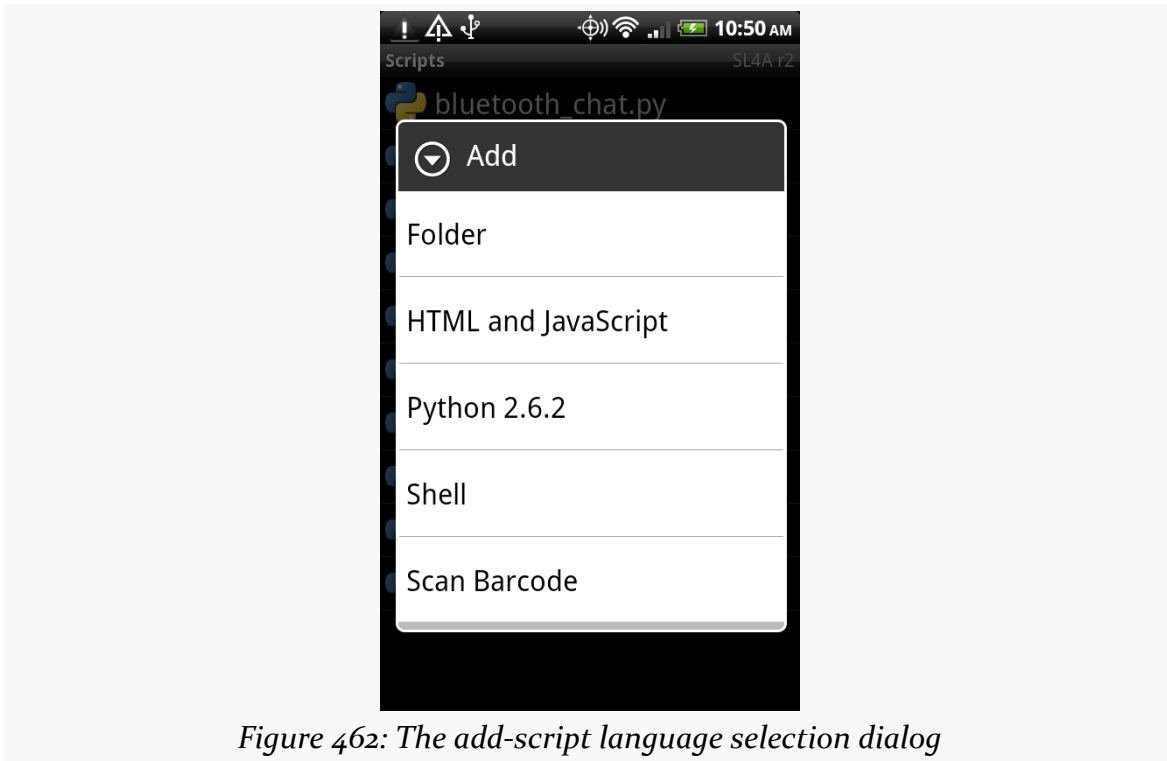 10:50 AM
Scripts SL4A r2
bluetooth_chat.py
Add
Folder
HTML and JavaScript
Python 2.6.2
Shell
Scan Barcode
Figure 462: The add-script language selection dialog